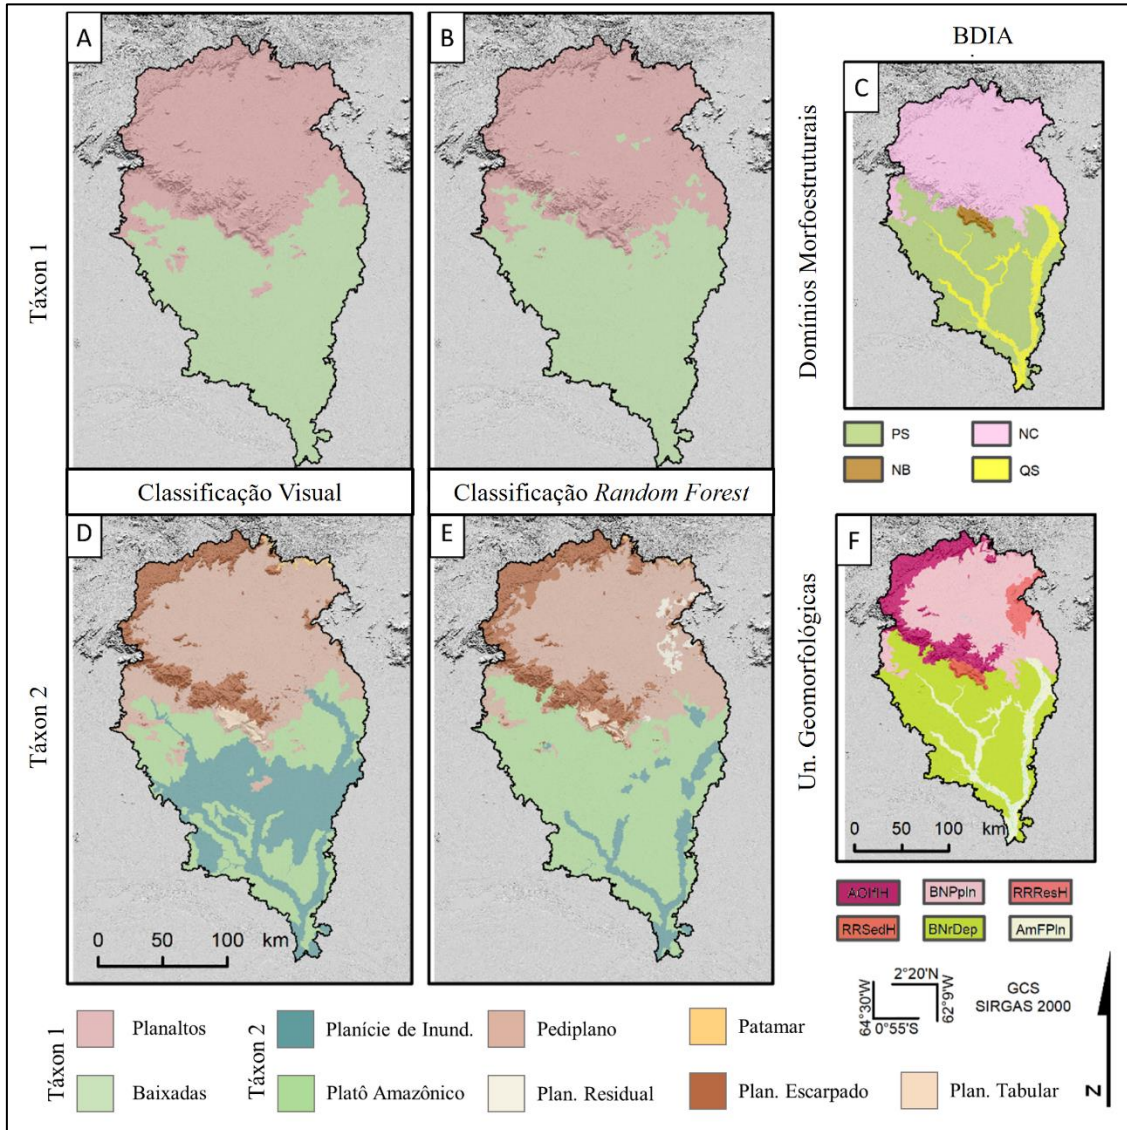 A
B
BDIA
C
Táxon 1
Domínios Morfoestruturais
PS
NC
NB
QS
Classificação Visual
Classificação Random Forest
D
E
F
Táxon 2
Un. Geomorfológicas
0 50 100 km
0 50 100 km
BNPpln
RRResH
RRSedH
BNrDep
AmFPln
2°20'N
64°30'W
62°9'W
0°55'S
GCS
SIRGAS 2000
N
Táxon 1
Planaltos
Baixadas
Táxon 2
Planície de Inund.
Pediplano
Patamar
Platô Amazônico
Plan. Residual
Plan. Escarpado
Plan. Tabular